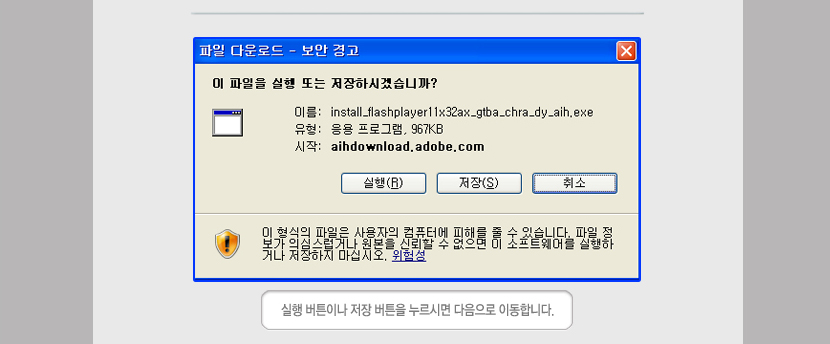 파일 다운로드 - 보안 경고
이 파일을 실행 또는 저장하시겠습니까?
이름: install_flashplayer11x32ax_gtba_chra_dy_aih.exe
유형: 응용 프로그램, 967KB
시작: aihdownload.adobe.com
실행(R) 저장(S) 취소
이 형식의 파일은 사용자의 컴퓨터에 피해를 줄 수 있습니다. 파일 정
보가 의심스럽거나 원본을 신뢰할 수 없으면 이 소프트웨어를 실행하
거나 저장하지 마십시오. 위험성
실행 버튼이나 저장 버튼을 누르시면 다음으로 이동합니다.